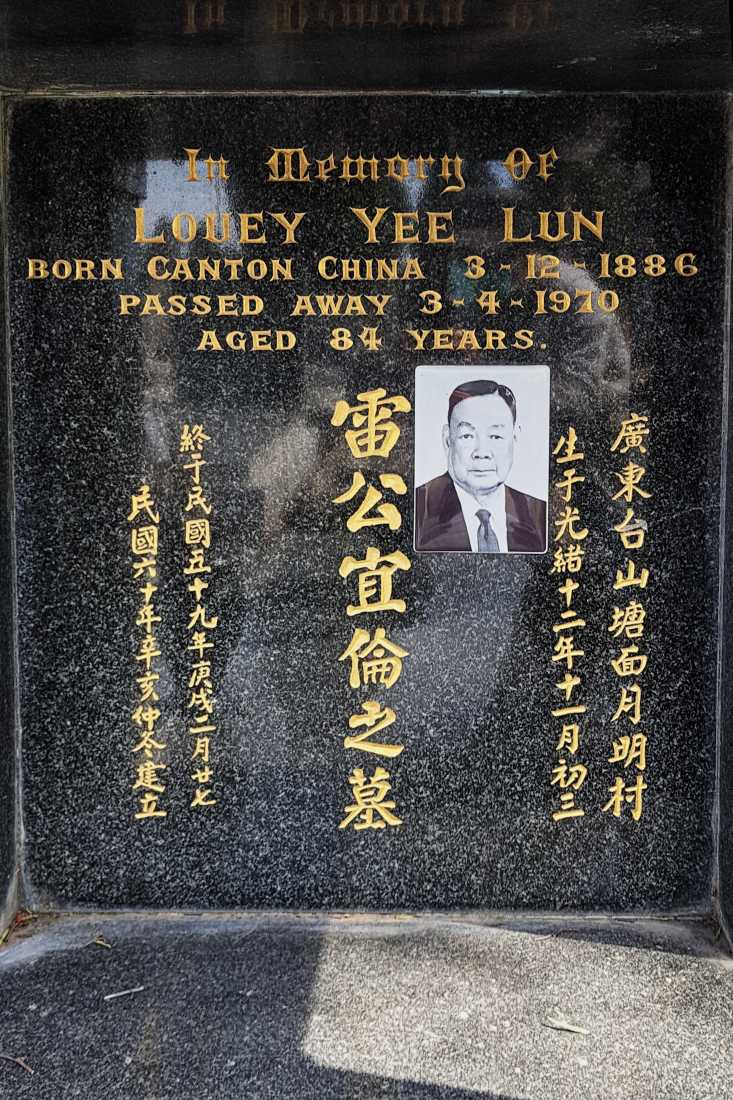 In Memory Of
LOUEY YEE LUN
BORN CANTON CHINA 3-12-1886
PASSED AWAY 3-4-1970
AGED 84 YEARS.
廣東台山塘面月明村
生于光緒十二年十一月初三
雷公宜倫之墓
終于民國五十九年庚戌二月廿七
民國六十年辛亥仲冬建立